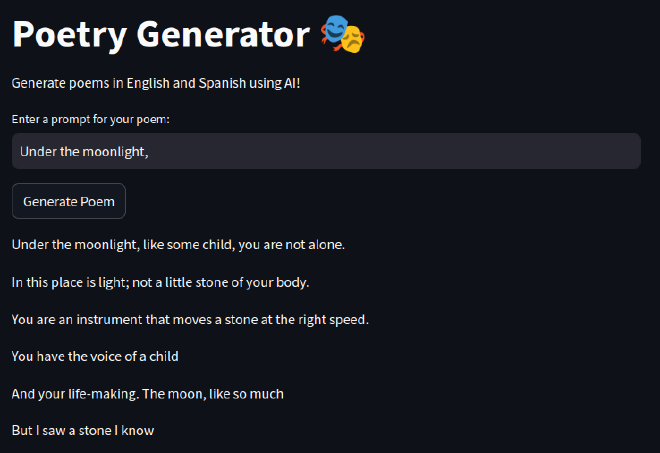 Poetry Generator 🎭
Generate poems in English and Spanish using AI!
Enter a prompt for your poem:
Under the moonlight,
Generate Poem
Under the moonlight, like some child, you are not alone.
In this place is light; not a little stone of your body.
You are an instrument that moves a stone at the right speed.
You have the voice of a child
And your life-making. The moon, like so much
But I saw a stone I know